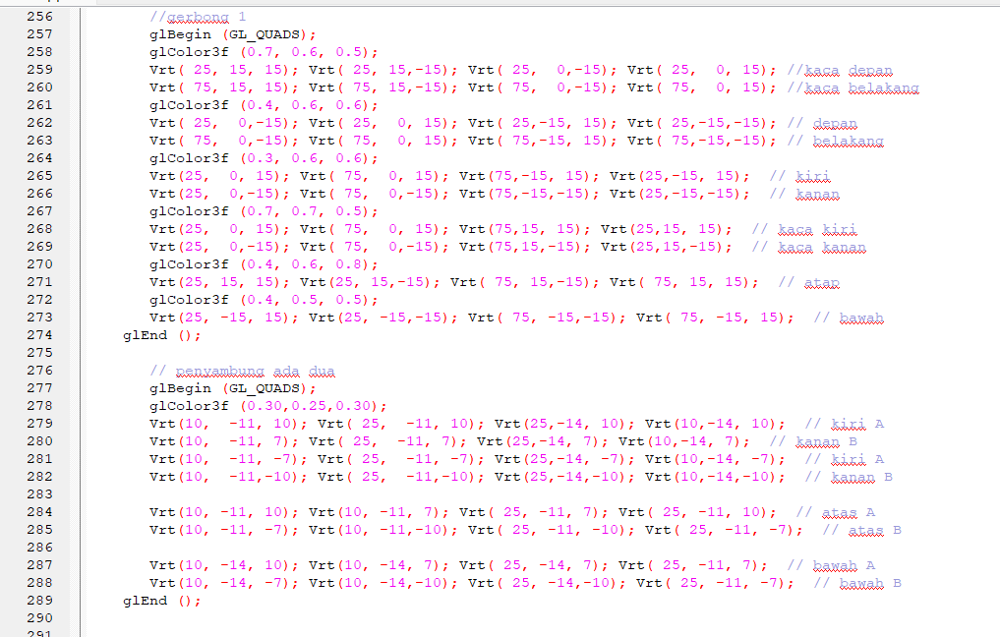 256 //gerbong 1
257 glBegin (GL_QUADS);
258 glColor3f (0.7, 0.6, 0.5);
259 Vrt( 25, 15, 15); Vrt( 25, 15,-15); Vrt( 25,  0,-15); Vrt( 25,  0, 15); //kaca depan
260 Vrt( 75, 15, 15); Vrt( 75, 15,-15); Vrt( 75,  0,-15); Vrt( 75,  0, 15); //kaca belakang
261 glColor3f (0.4, 0.6, 0.6);
262 Vrt( 25,  0,-15); Vrt( 25,  0, 15); Vrt( 25,-15, 15); Vrt( 25,-15,-15); // depan
263 Vrt( 75,  0,-15); Vrt( 75,  0, 15); Vrt( 75,-15, 15); Vrt( 75,-15,-15); // belakang
264 glColor3f (0.3, 0.6, 0.6);
265 Vrt(25,  0, 15); Vrt( 75,  0, 15); Vrt(75,-15, 15); Vrt(25,-15, 15);  // kiri
266 Vrt(25,  0,-15); Vrt( 75,  0,-15); Vrt(75,-15,-15); Vrt(25,-15,-15);  // kanan
267 glColor3f (0.7, 0.7, 0.5);
268 Vrt(25,  0, 15); Vrt( 75,  0, 15); Vrt(75,15, 15); Vrt(25,15, 15);  // kaca kiri
269 Vrt(25,  0,-15); Vrt( 75,  0,-15); Vrt(75,15,-15); Vrt(25,15,-15);  // kaca kanan
270 glColor3f (0.4, 0.6, 0.8);
271 Vrt(25, 15, 15); Vrt(25, 15,-15); Vrt( 75, 15,-15); Vrt( 75, 15, 15);  // atap
272 glColor3f (0.4, 0.5, 0.5);
273 Vrt(25, -15, 15); Vrt(25, -15,-15); Vrt( 75, -15,-15); Vrt( 75, -15, 15);  // bawah
274 glEnd ();
275
276 // penyambung ada dua
277 glBegin (GL_QUADS);
278 glColor3f (0.30,0.25,0.30);
279 Vrt(10,  -11, 10); Vrt( 25,  -11, 10); Vrt(25,-14, 10); Vrt(10,-14, 10);  // kiri A
280 Vrt(10,  -11, 7); Vrt( 25,  -11, 7); Vrt(25,-14, 7); Vrt(10,-14, 7);  // kanan B
281 Vrt(10,  -11, -7); Vrt( 25,  -11, -7); Vrt(25,-14, -7); Vrt(10,-14, -7);  // kiri A
282 Vrt(10,  -11,-10); Vrt( 25,  -11,-10); Vrt(25,-14,-10); Vrt(10,-14,-10);  // kanan B
283
284 Vrt(10, -11, 10); Vrt(10, -11, 7); Vrt( 25, -11, 7); Vrt( 25, -11, 10);  // atas A
285 Vrt(10, -11, -7); Vrt(10, -11,-10); Vrt( 25, -11, -10); Vrt( 25, -11, -7);  // atas B
286
287 Vrt(10, -14, 10); Vrt(10, -14, 7); Vrt( 25, -14, 7); Vrt( 25, -11, 7);  // bawah A
288 Vrt(10, -14, -7); Vrt(10, -14,-10); Vrt( 25, -14,-10); Vrt( 25, -11, -7);  // bawah B
289 glEnd ();
290
291